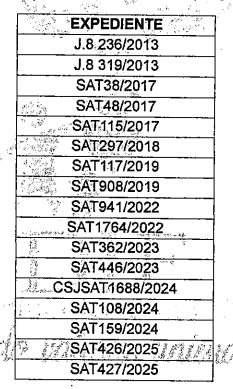 EXPEDIENTE
J.8 236/2013
J.8 319/2013
SAT38/2017
SAT48/2017
SAT115/2017
SAT297/2018
SAT117/2019
SAT908/2019
SAT941/2022
SAT1764/2022
SAT362/2023
SAT446/2023
CSJSAT1688/2024
SAT108/2024
SAT159/2024
SAT426/2025
SAT427/2025